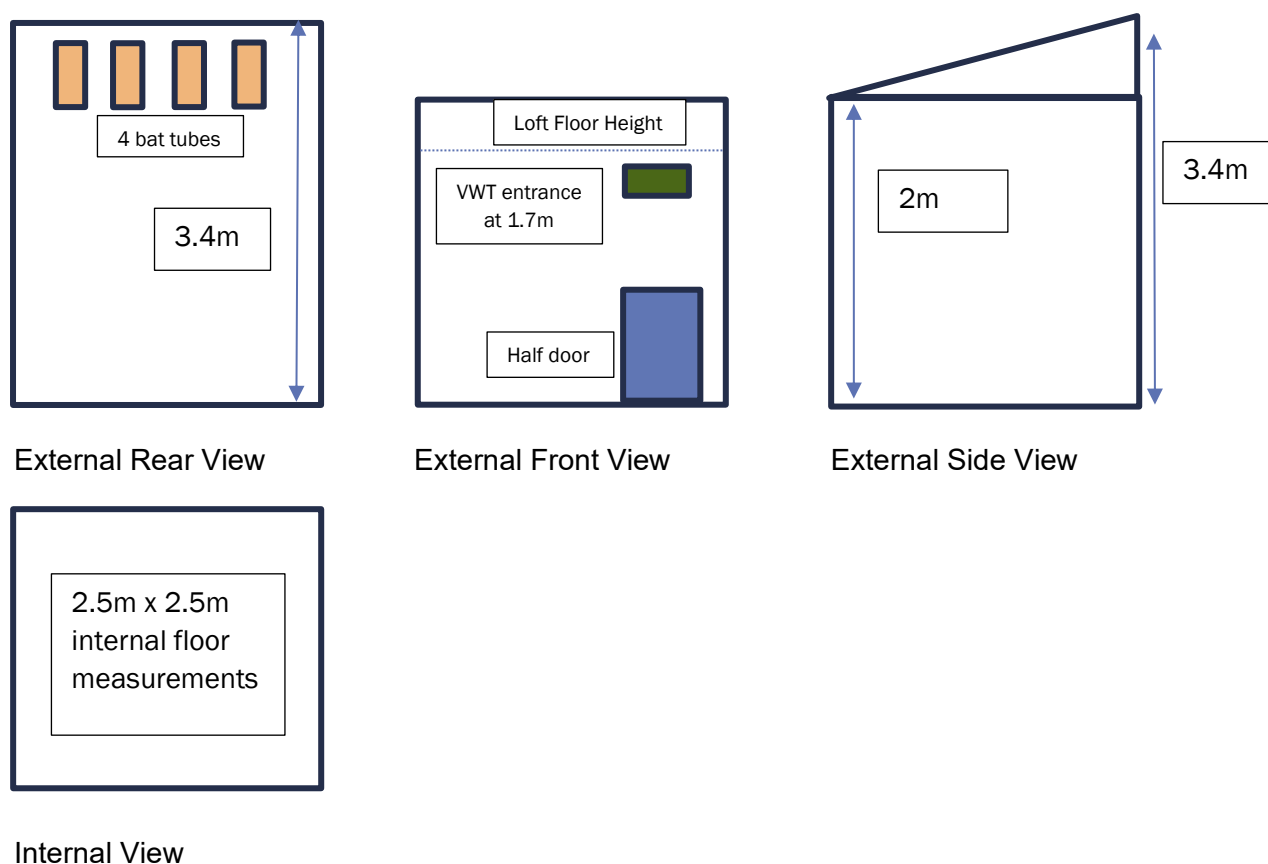 4 bat tubes
3.4m
External Rear View
Loft Floor Height
VWT entrance
at 1.7m
Half door
External Front View
2m
3.4m
External Side View
2.5m x 2.5m
internal floor
measurements
Internal View